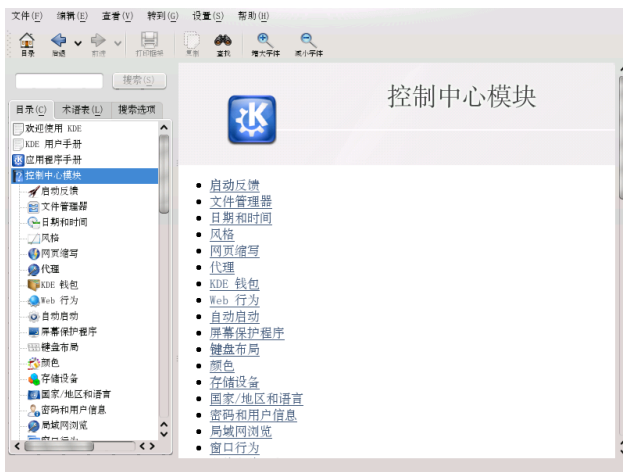 文件(F) 编辑(E) 查看(V) 转到(G) 设置(S) 帮助(H)
目录 后退 前进 打印框架 复制 查找 增大字体 减小字体
搜索(S)
目录(C) 术语表(L) 搜索选项
欢迎使用 KDE
KDE 用户手册
应用程序手册
控制中心模块
启动反馈
文件管理器
日期和时间
风格
网页缩写
代理
KDE 钱包
Web 行为
自动启动
屏幕保护程序
键盘布局
颜色
存储设备
国家/地区和语言
密码和用户信息
局域网浏览
窗口行为
控制中心模块
启动反馈
文件管理器
日期和时间
风格
网页缩写
代理
KDE 钱包
Web 行为
自动启动
屏幕保护程序
键盘布局
颜色
存储设备
国家/地区和语言
密码和用户信息
局域网浏览
窗口行为